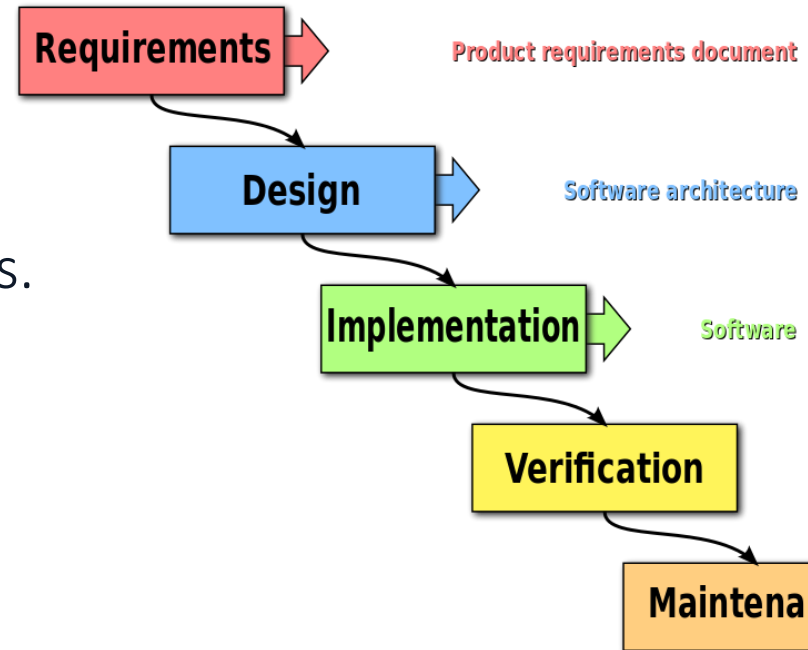 Requirements
Product requirements document
Design
Software architecture
s.
Implementation
Software
Verification
Maintena